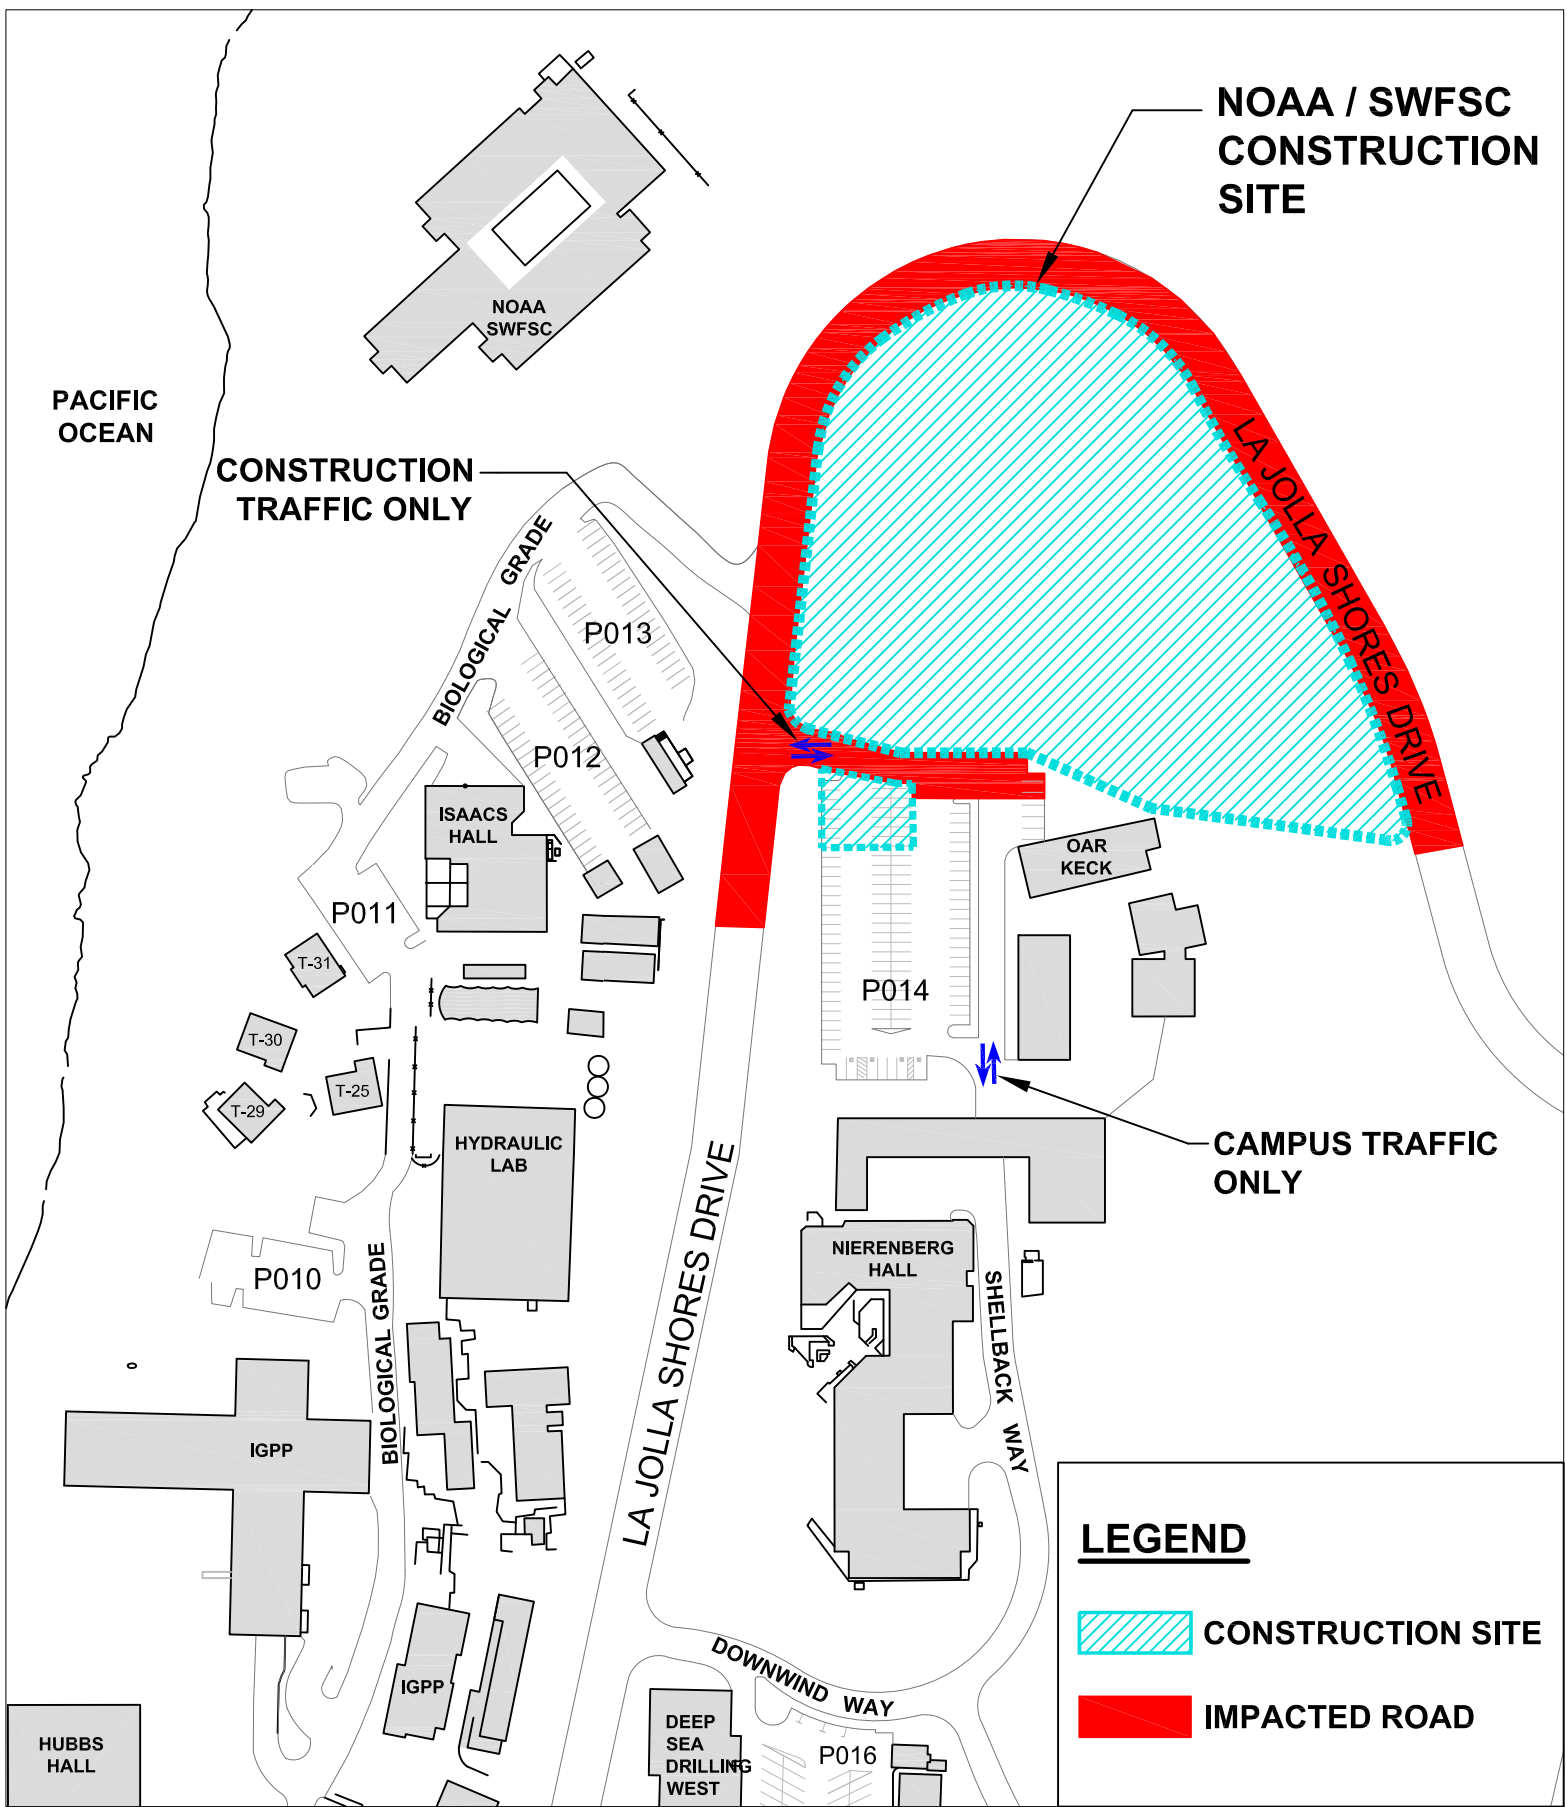 NOAA / SWFSC
CONSTRUCTION
SITE
NOAA
SWFSC
PACIFIC
OCEAN
CONSTRUCTION
TRAFFIC ONLY
LA JOLLA SHORES DRIVE
BIOLOGICAL GRADE
P013
P012
ISAACS
HALL
OAR
KECK
P011
T-31
P014
T-30
T-25
T-29
HYDRAULIC
LAB
CAMPUS TRAFFIC
ONLY
LA JOLLA SHORES DRIVE
NIERENBERG
HALL
P010
BIOLOGICAL GRADE
SHELLBACK WAY
IGPP
LEGEND
CONSTRUCTION SITE
IMPACTED ROAD
DOWNWIND WAY
IGPP
HUBBS
HALL
DEEP
SEA
DRILLING
WEST
P016